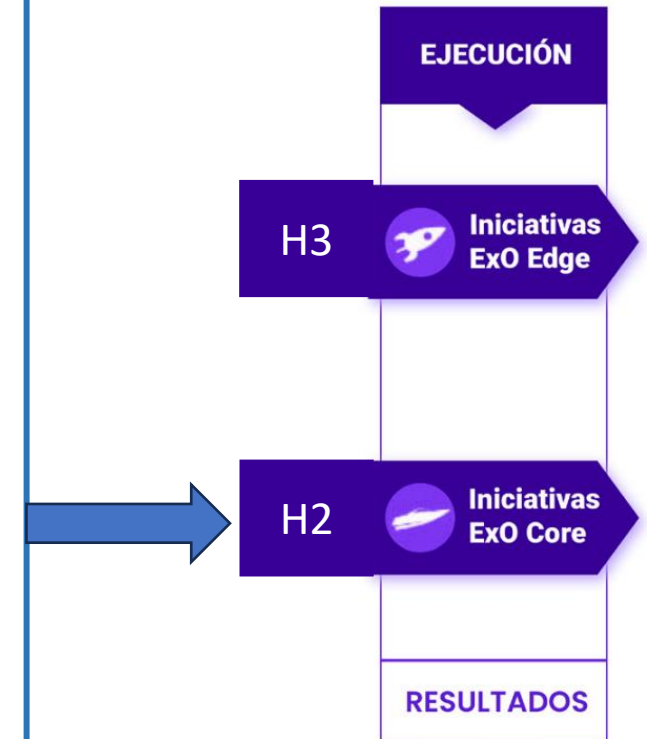 EJECUCIÓN
H3
Iniciativas
ExO Edge
H2
Iniciativas
ExO Core
RESULTADOS